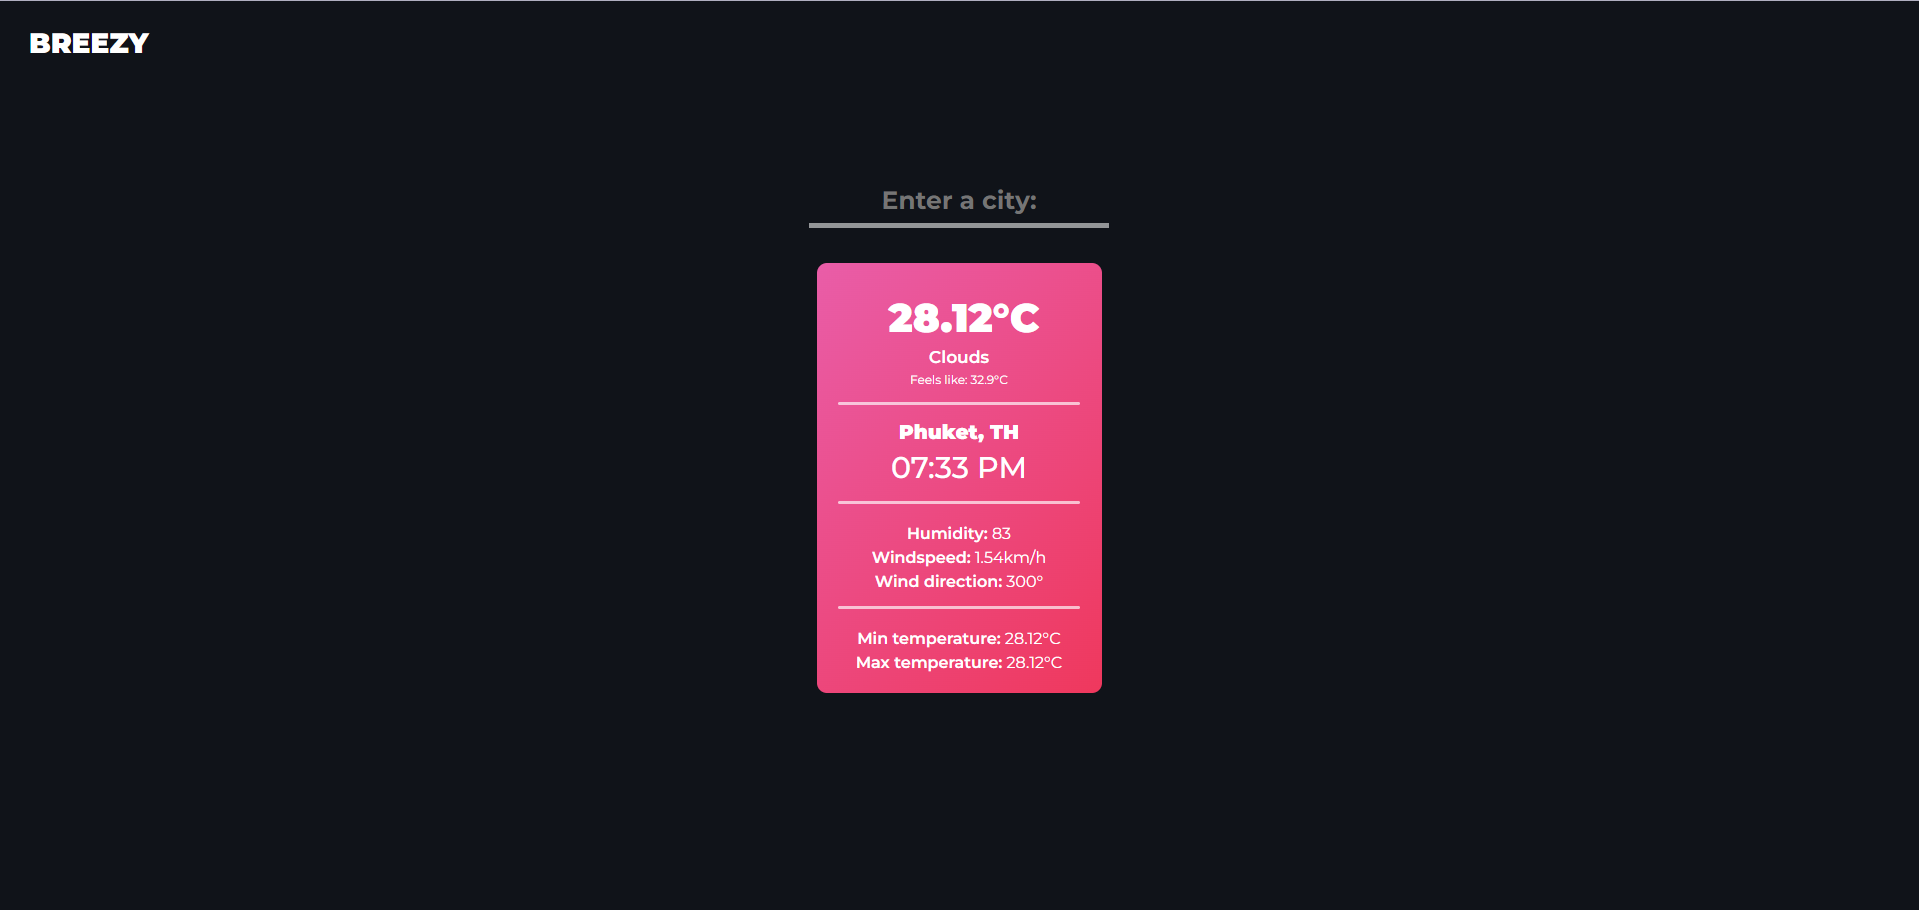 BREEZY
Enter a city:
28.12°C
Clouds
Feels like: 32.9°C
Phuket, TH
07:33 PM
Humidity: 83
Windspeed: 1.54km/h
Wind direction: 300°
Min temperature: 28.12°C
Max temperature: 28.12°C